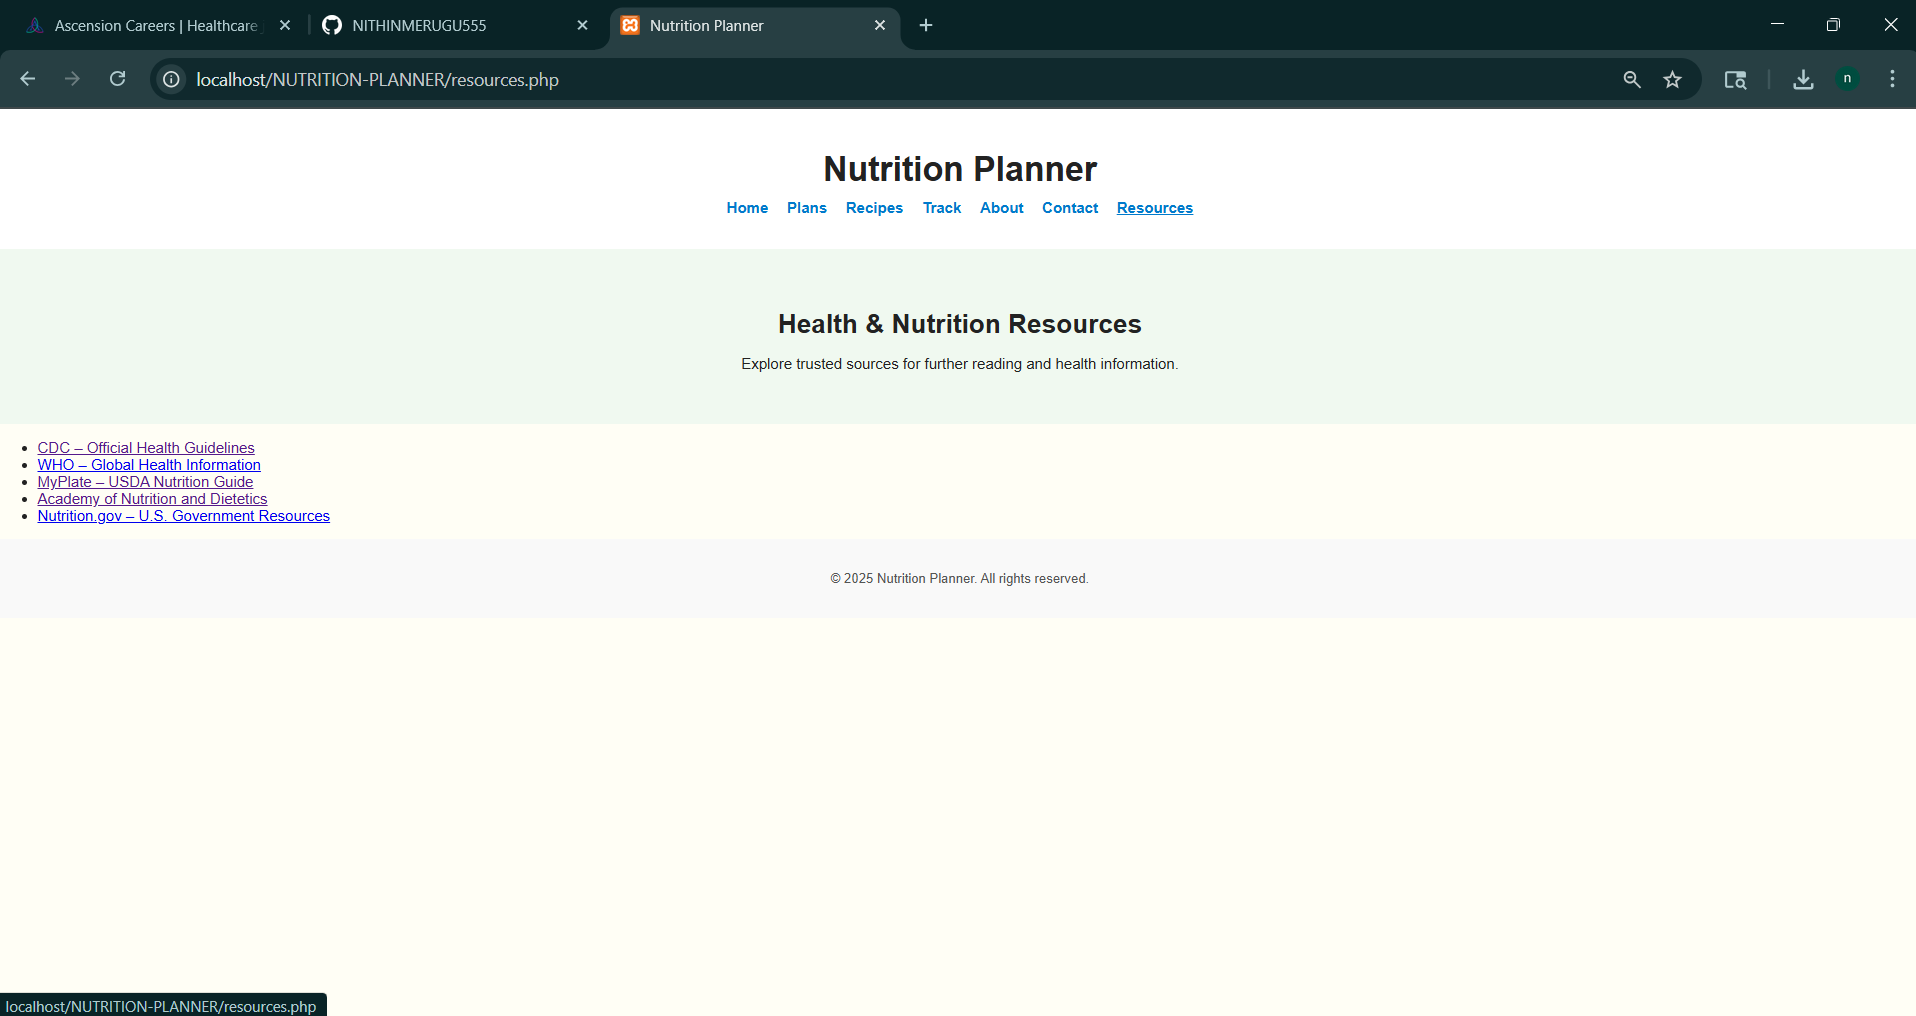 Ascension Careers | Healthcare
NITHINMERUGU555
Nutrition Planner
localhost/NUTRITION-PLANNER/resources.php
n
Nutrition Planner
Home Plans Recipes Track About Contact Resources
Health & Nutrition Resources
Explore trusted sources for further reading and health information.
CDC – Official Health Guidelines
WHO – Global Health Information
MyPlate – USDA Nutrition Guide
Academy of Nutrition and Dietetics
Nutrition.gov – U.S. Government Resources
© 2025 Nutrition Planner. All rights reserved.
localhost/NUTRITION-PLANNER/resources.php